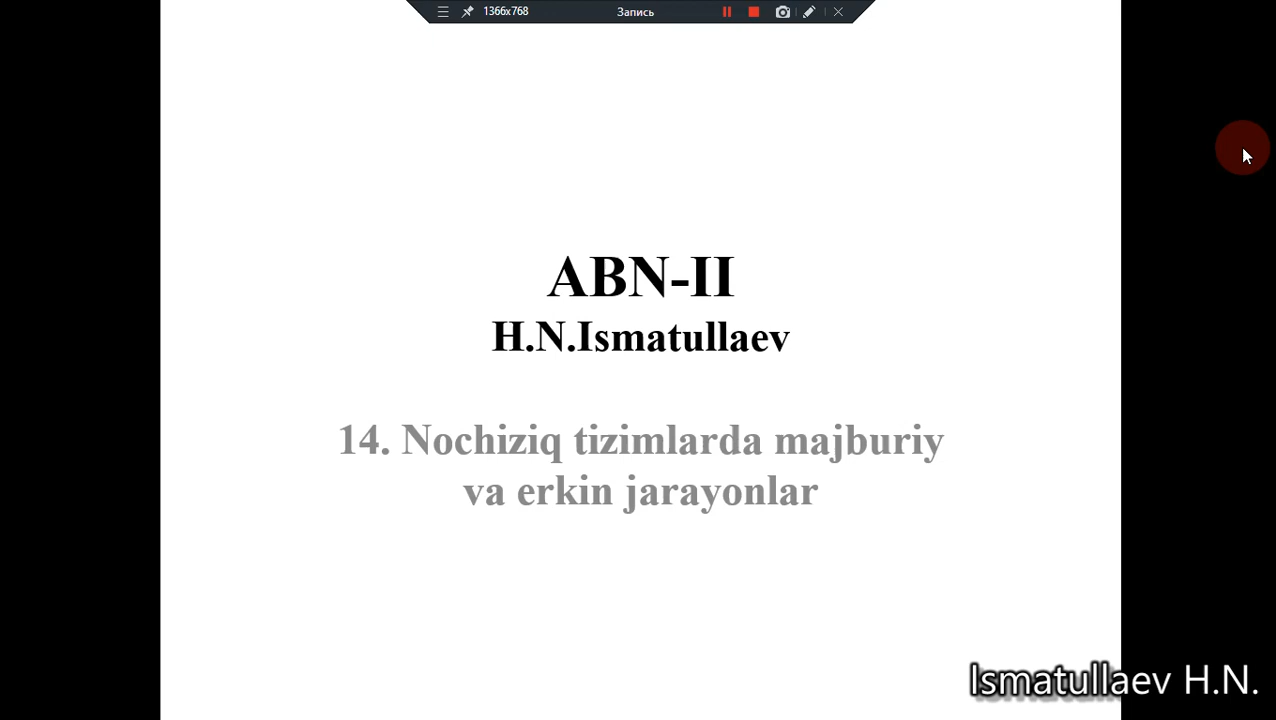 1366x768 Запись
ABN-II
H.N.Ismatullaev
14. Nochiziq tizimlarda majburiy
va erkin jarayonlar
Ismatullaev H.N.